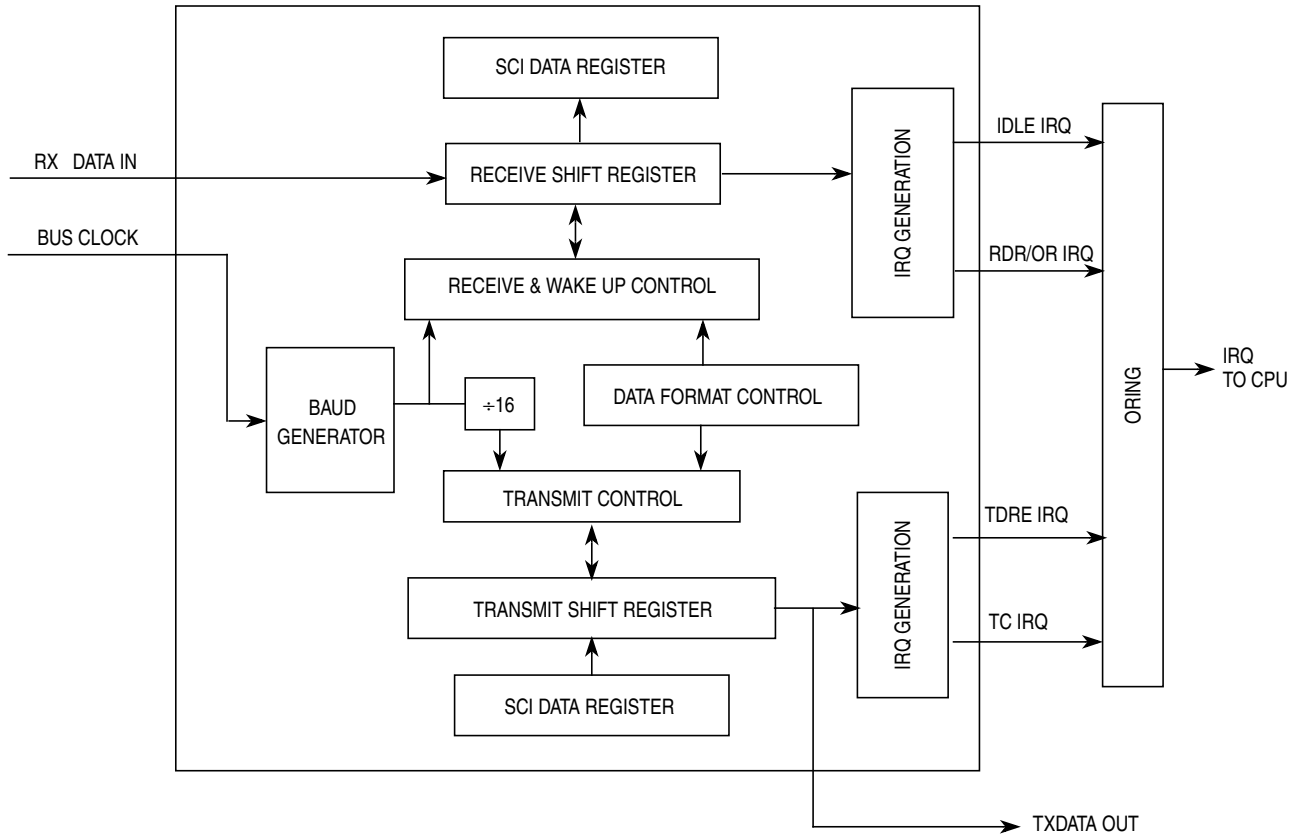 SCI DATA REGISTER
IDLE IRQ
RX DATA IN
RECEIVE SHIFT REGISTER
IRQ GENERATION
BUS CLOCK
RDR/OR IRQ
RECEIVE & WAKE UP CONTROL
IRQ
TO CPU
ORING
BAUD
GENERATOR
÷16
DATA FORMAT CONTROL
TRANSMIT CONTROL
TDRE IRQ
IRQ GENERATION
TRANSMIT SHIFT REGISTER
TC IRQ
SCI DATA REGISTER
TXDATA OUT